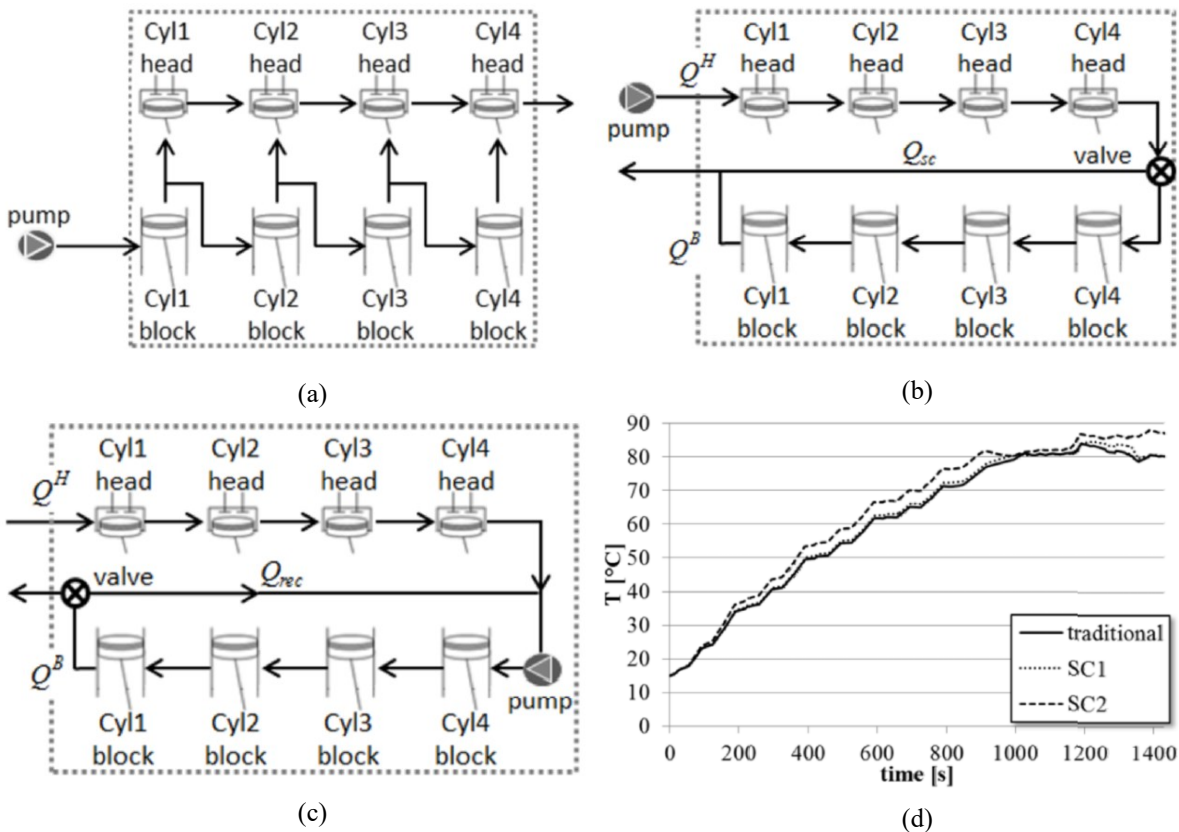 Cyl1 Cyl2 Cyl3 Cyl4
head head head head
pump
Cyl1 Cyl2 Cyl3 Cyl4
block block block block
(a)
Cyl1 Cyl2 Cyl3 Cyl4
head head head head
Q^H
pump
Q_sc
valve
Q^B
Cyl1 Cyl2 Cyl3 Cyl4
block block block block
(b)
Cyl1 Cyl2 Cyl3 Cyl4
head head head head
Q^H
valve
Q_rec
Q^B
pump
Cyl1 Cyl2 Cyl3 Cyl4
block block block block
(c)
90
80
70
60
50
40
30
20
10
0
T [°C]
traditional
SC1
SC2
0 200 400 600 800 1000 1200 1400
time [s]
(d)